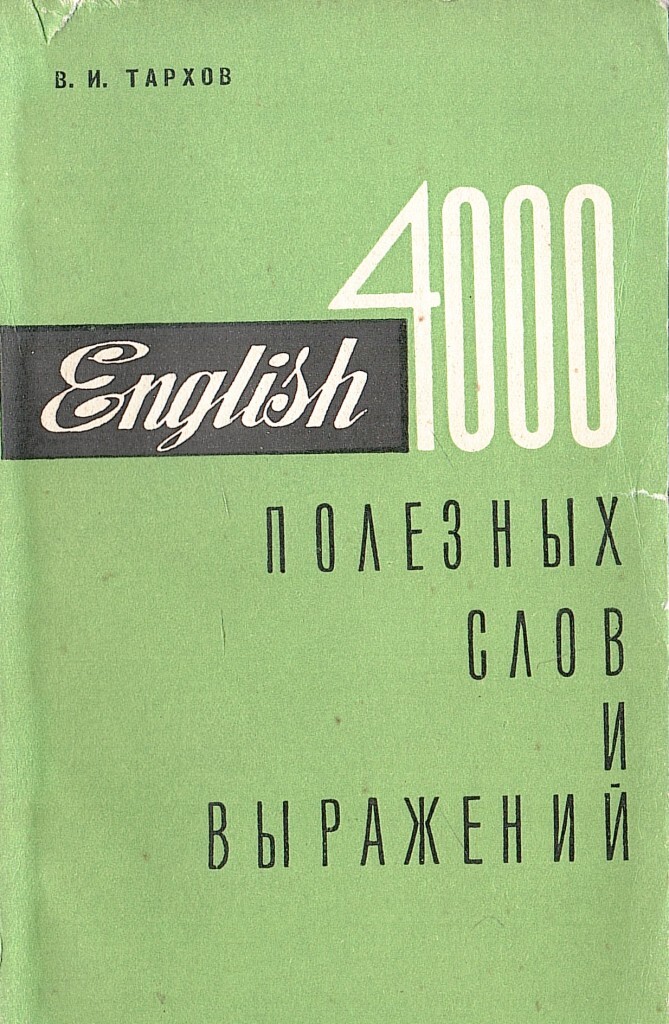 В. И. ТАРХОВ
4000
English
ПОЛЕЗНЫХ
СЛОВ
И
ВЫРАЖЕНИЙ